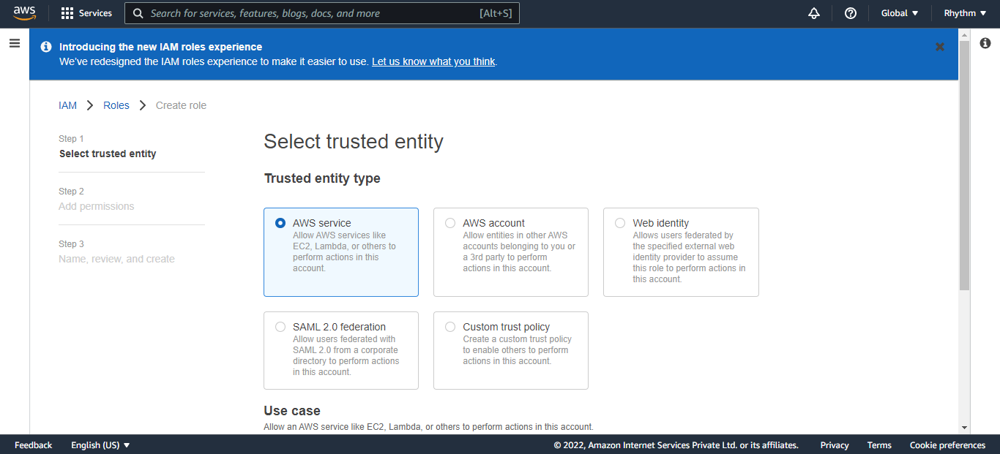 aws
Services
Search for services, features, blogs, docs, and more
[Alt+S]
Global
Rhythm
Introducing the new IAM roles experience
We've redesigned the IAM roles experience to make it easier to use. Let us know what you think.
IAM
Roles
Create role
Step 1
Select trusted entity
Step 2
Add permissions
Step 3
Name, review, and create
Select trusted entity
Trusted entity type
AWS service
Allow AWS services like
EC2, Lambda, or others to
perform actions in this
account.
AWS account
Allow entities in other AWS
accounts belonging to you or
a 3rd party to perform
actions in this account.
Web identity
Allows users federated by
the specified external web
identity provider to assume
this role to perform actions in
this account.
SAML 2.0 federation
Allow users federated with
SAML 2.0 from a corporate
directory to perform actions
in this account.
Custom trust policy
Create a custom trust policy
to enable others to perform
actions in this account.
Use case
Allow an AWS service like EC2, Lambda, or others to perform actions in this account.
Feedback
English (US)
© 2022, Amazon Internet Services Private Ltd. or its affiliates.
Privacy
Terms
Cookie preferences